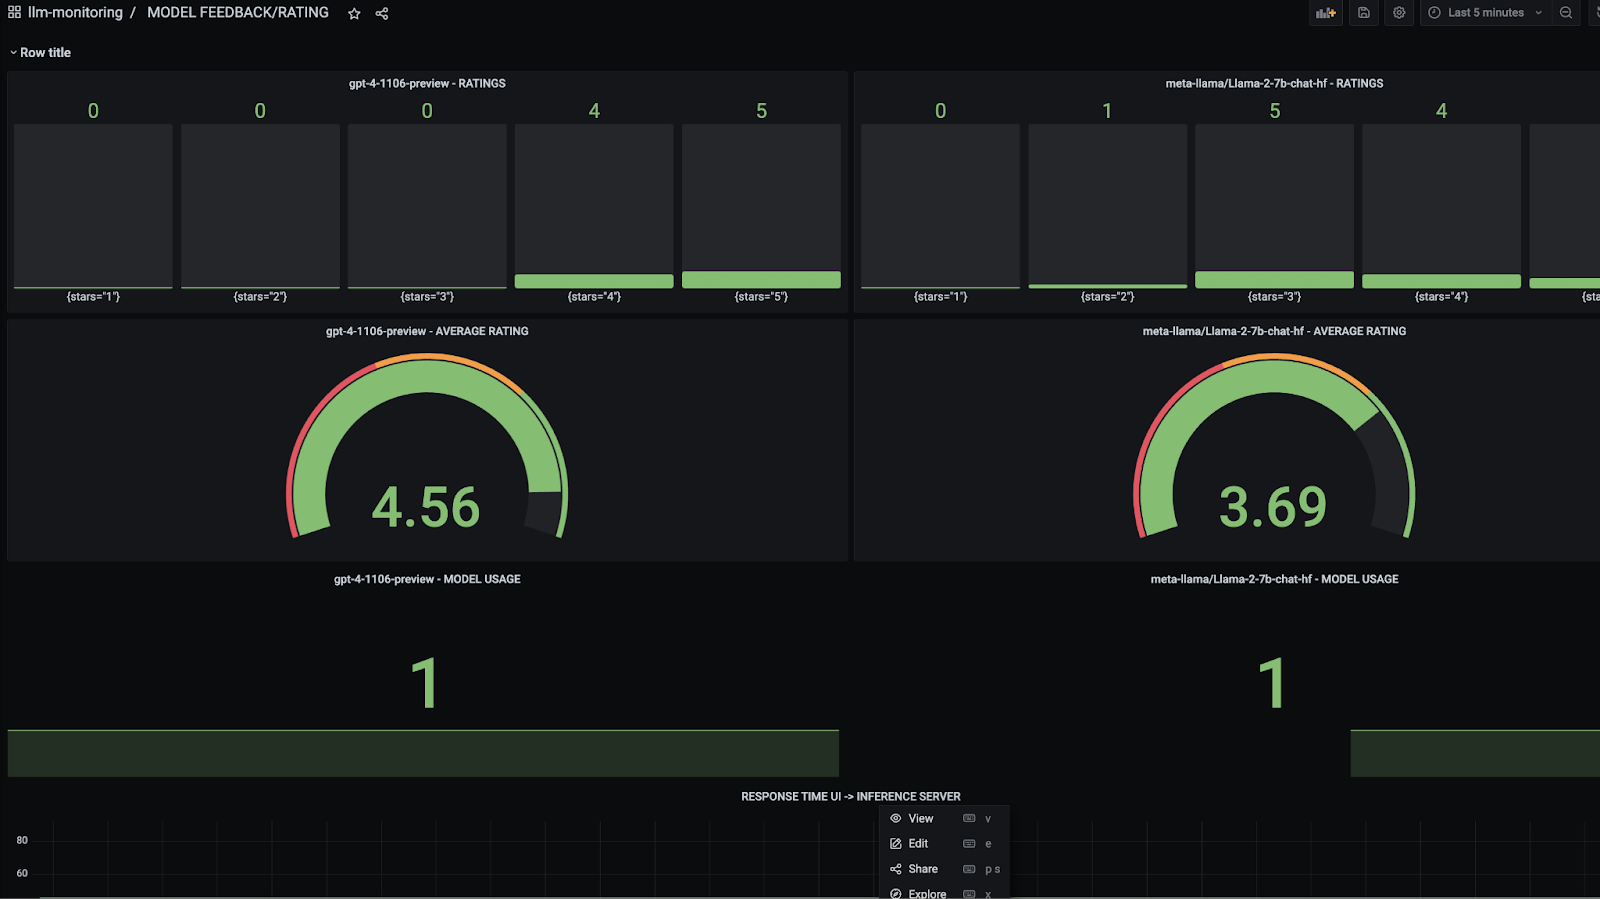 llm-monitoring / MODEL FEEDBACK/RATING
Last 5 minutes
Row title
gpt-4-1106-preview - RATINGS
0 0 0 4 5
{stars="1"} {stars="2"} {stars="3"} {stars="4"} {stars="5"}
meta-llama/Llama-2-7b-chat-hf - RATINGS
0 1 5 4
{stars="1"} {stars="2"} {stars="3"} {stars="4"} {sta
gpt-4-1106-preview - AVERAGE RATING
4.56
meta-llama/Llama-2-7b-chat-hf - AVERAGE RATING
3.69
gpt-4-1106-preview - MODEL USAGE
1
meta-llama/Llama-2-7b-chat-hf - MODEL USAGE
1
RESPONSE TIME UI -> INFERENCE SERVER
80
60
View v
Edit e
Share p s
Explore x